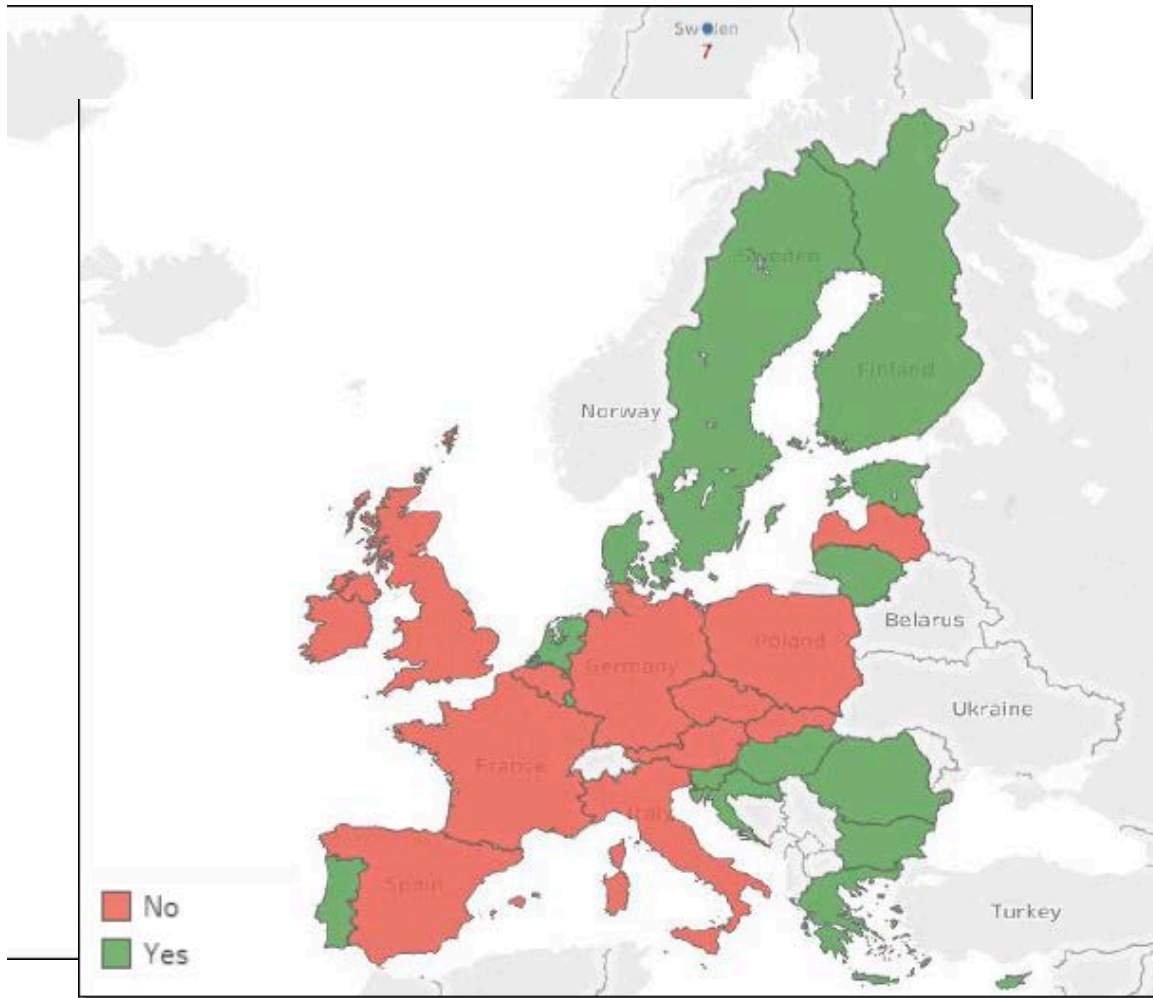 Sweden
7
Sweden
Finland
Norway
Belarus
Poland
Germany
Ukraine
France
Italy
Spain
Turkey
No
Yes